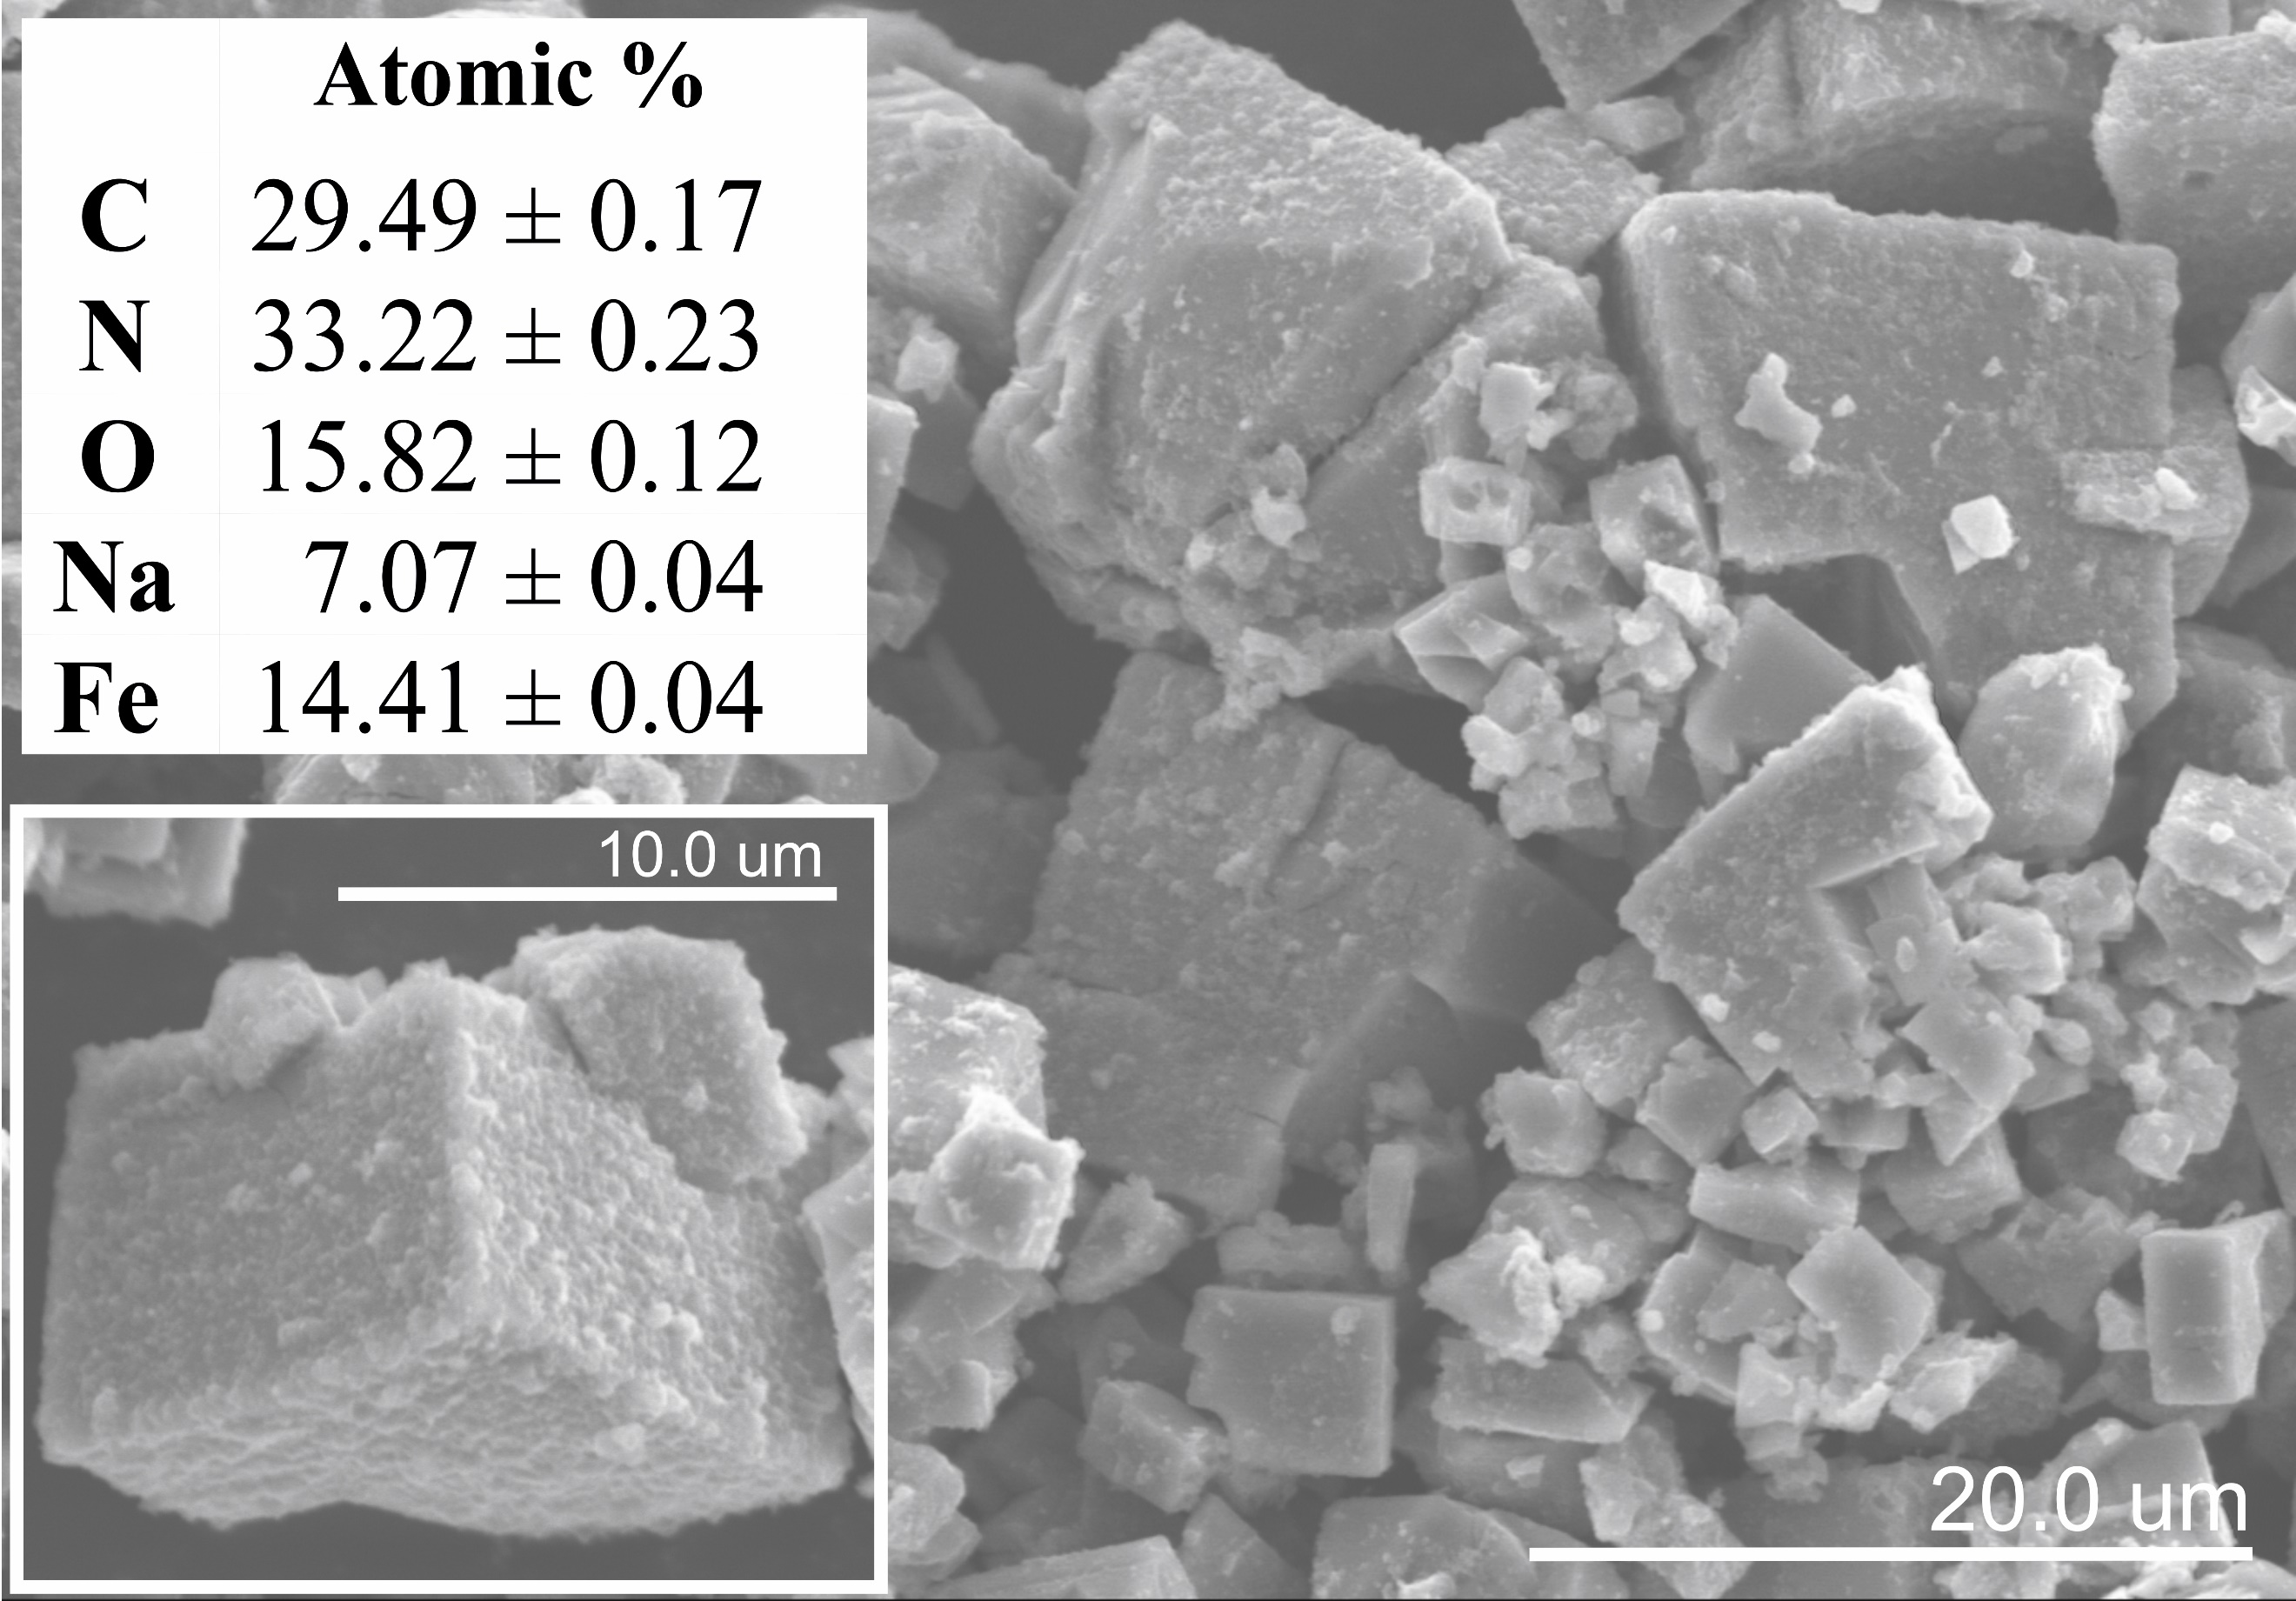 Atomic %
C 29.49 ± 0.17
N 33.22 ± 0.23
O 15.82 ± 0.12
Na 7.07 ± 0.04
Fe 14.41 ± 0.04
10.0 um
20.0 um